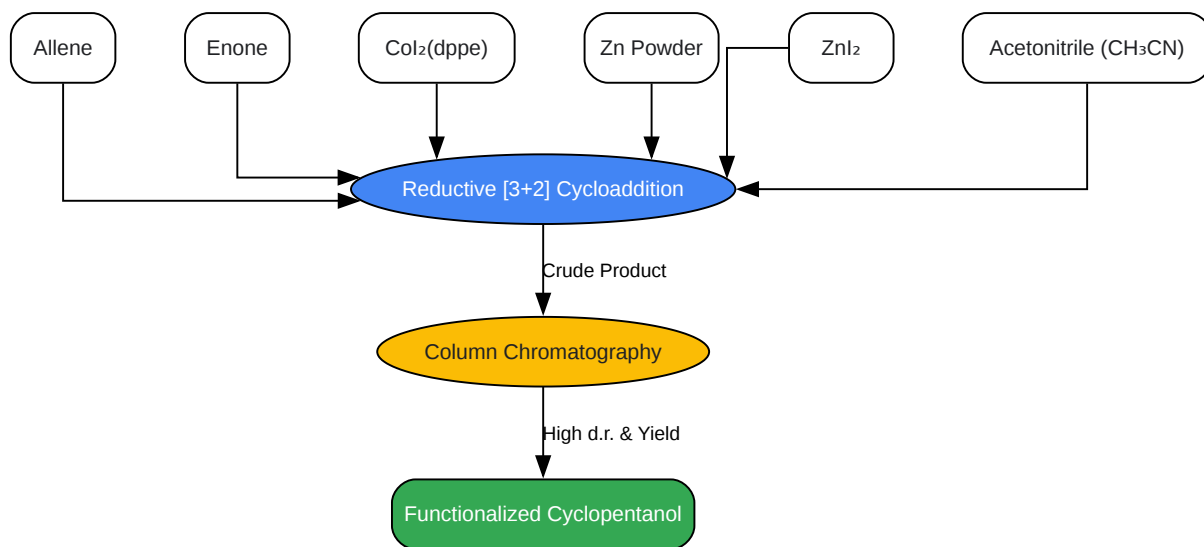 Allene
Enone
CoI₂(dppe)
Zn Powder
ZnI₂
Acetonitrile (CH₃CN)
Reductive [3+2] Cycloaddition
Crude Product
Column Chromatography
High d.r. & Yield
Functionalized Cyclopentanol